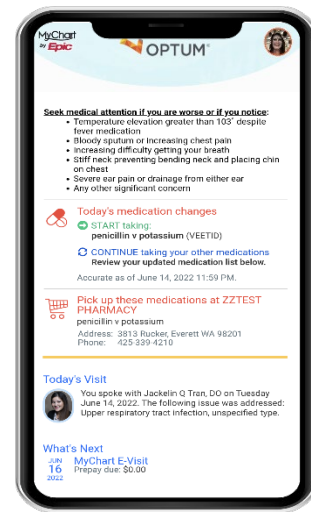 MyChart
by Epic
OPTUM®
Seek medical attention if you are worse or if you notice:
• Temperature elevation greater than 103° despite
fever medication
• Bloody sputum or increasing chest pain
• Increasing difficulty getting your breath
• Stiff neck preventing bending neck and placing chin
on chest
• Severe ear pain or drainage from either ear
• Any other significant concern
Today's medication changes
START taking:
penicillin v potassium (VEETID)
CONTINUE taking your other medications
Review your updated medication list below.
Accurate as of June 14, 2022 11:59 PM.
Pick up these medications at ZZTEST
PHARMACY
penicillin v potassium
Address: 3813 Rucker, Everett WA 98201
Phone: 425-339-4210
Today's Visit
You spoke with Jackelin Q Tran, DO on Tuesday
June 14, 2022. The following issue was addressed:
Upper respiratory tract infection, unspecified type.
What's Next
JUN
16
2022
MyChart E-Visit
Prepay due: $0.00